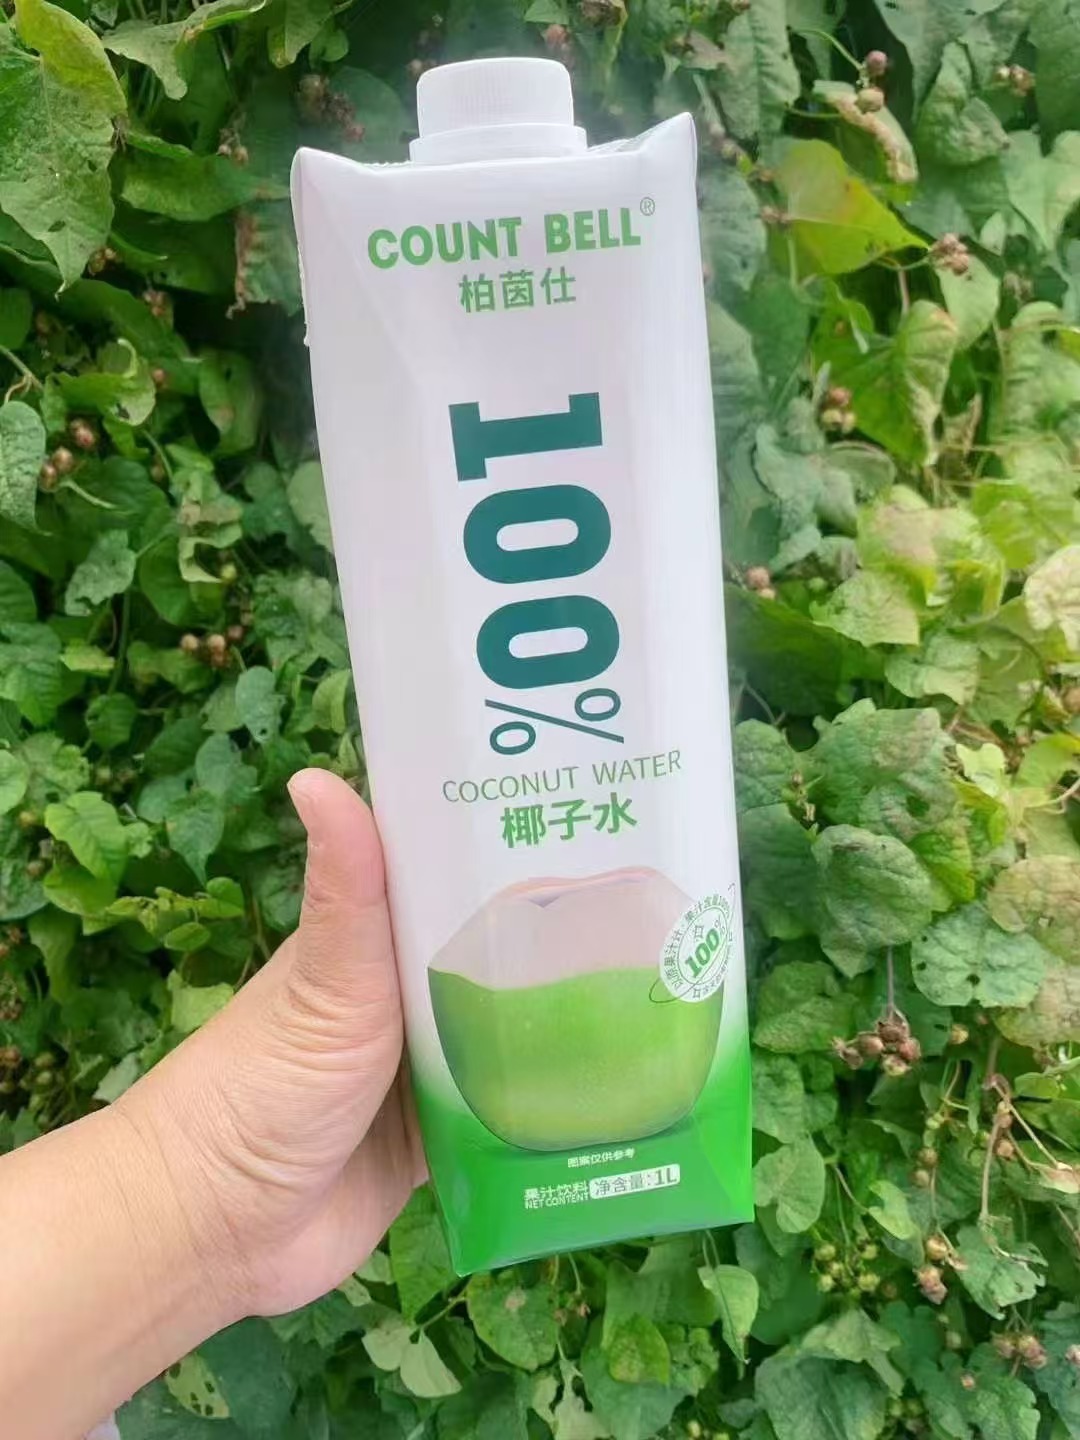 COUNT BELL®
柏茵仕
100%
COCONUT WATER
椰子水
100%
图案仅供参考
果汁饮料
NET CONTENT
净含量:1L